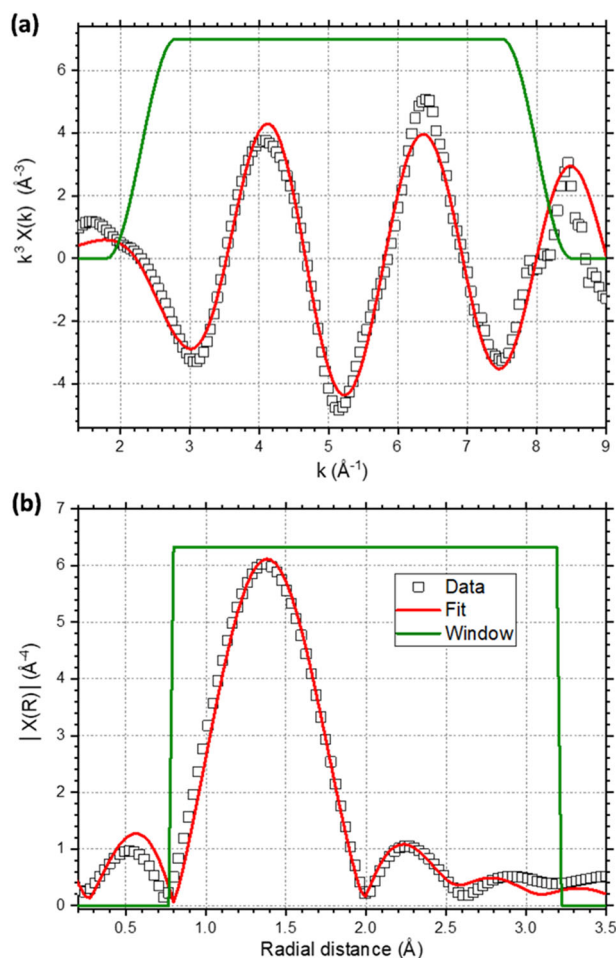 (a)
6
4
2
0
-2
-4
k³ X(k) (Å⁻³)
2 3 4 5 6 7 8 9
k (Å⁻¹)
(b)
7
6
5
4
3
2
1
0
| X(R) | (Å⁻⁴)
Data
Fit
Window
0.5 1.0 1.5 2.0 2.5 3.0 3.5
Radial distance (Å)